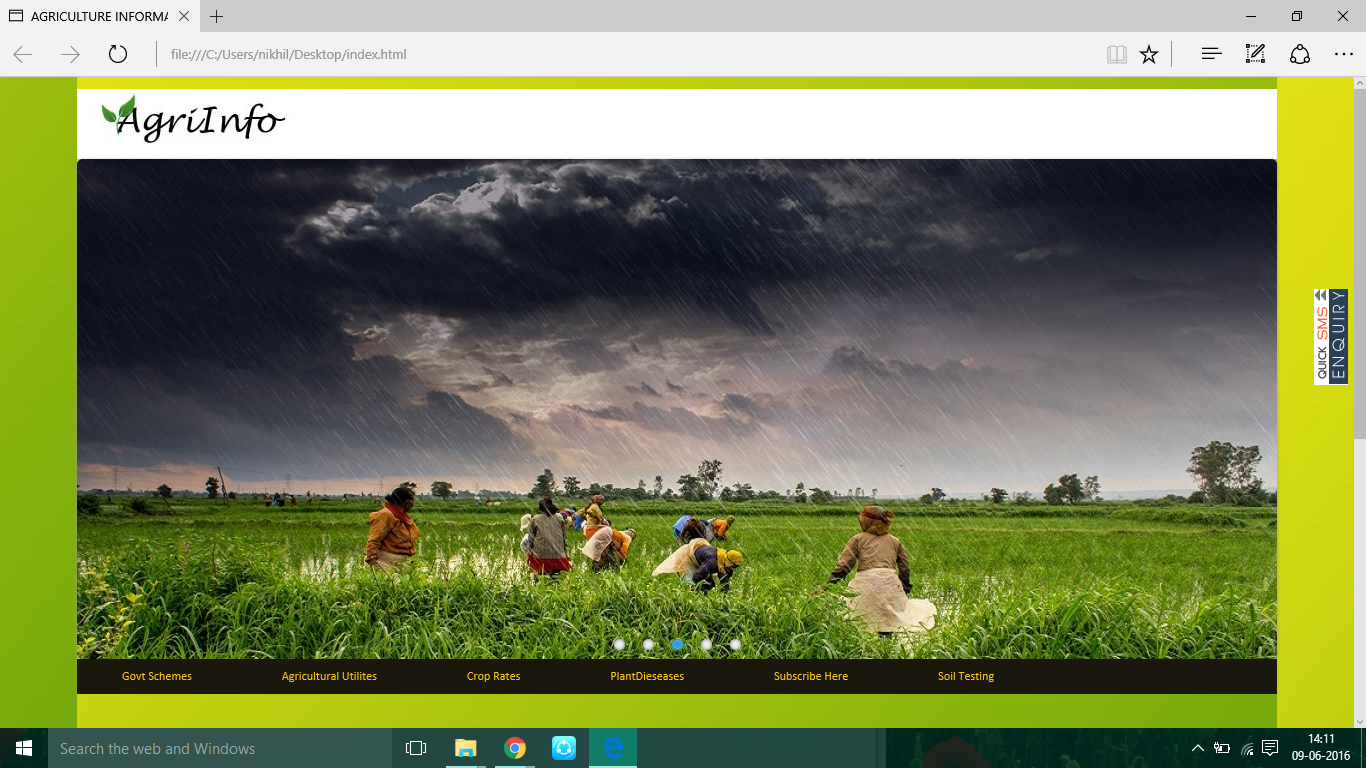 AGRICULTURE INFORMA
file:///C:/Users/nikhil/Desktop/index.html
AgriInfo
QUICK SMS
ENQUIRY
Govt Schemes Agricultural Utilites Crop Rates PlantDieseases Subscribe Here Soil Testing
Search the web and Windows
14:11
09-06-2016